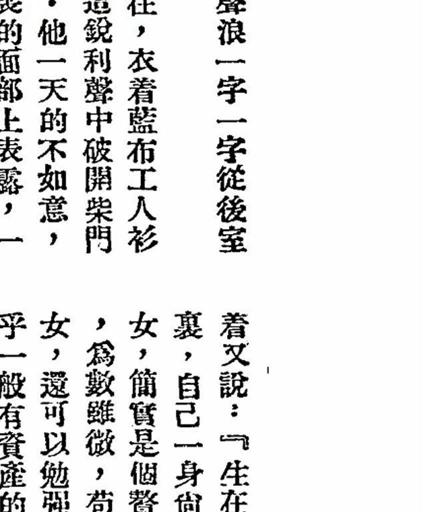 聲浪一字一字從後室
在，衣着藍布工人衫
這銳利聲中破開柴門
・他一天的不如意，
的面部上表露，一
着又說：『生在
裏，自己一身尙
女，簡實是個贅
，爲數雖微，苟
女，還可以勉强
乎一般有資產的